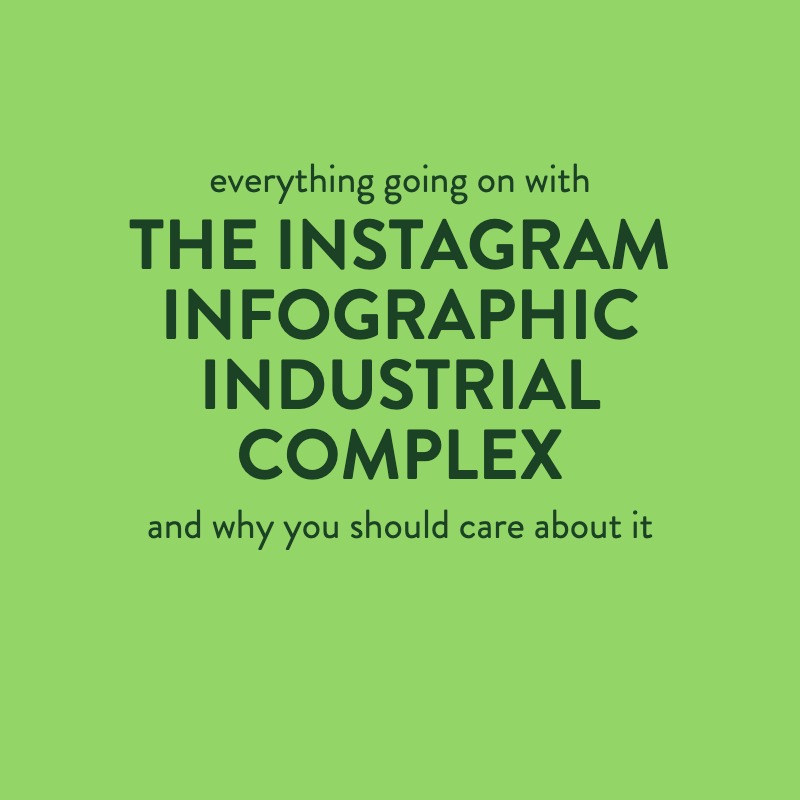 everything going on with
THE INSTAGRAM
INFOGRAPHIC
INDUSTRIAL
COMPLEX
and why you should care about it